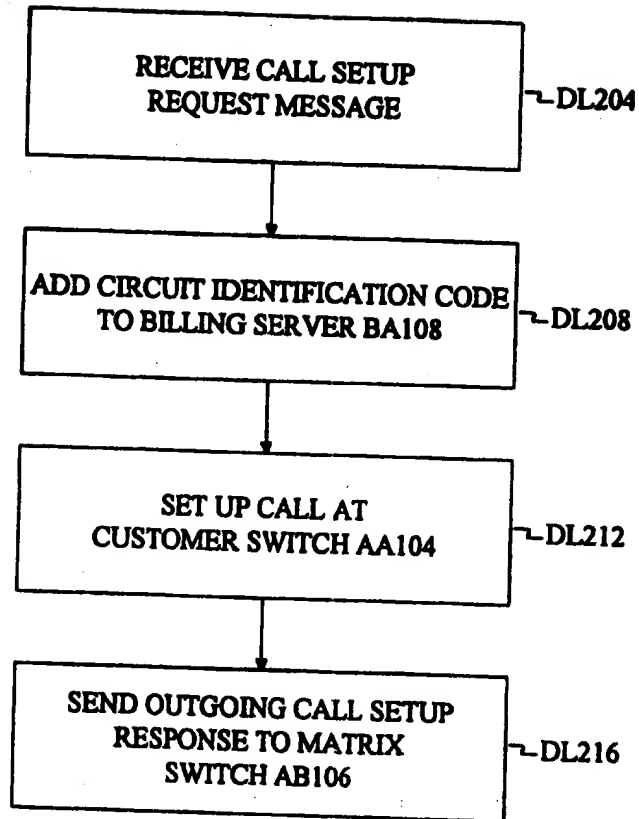 RECEIVE CALL SETUP
REQUEST MESSAGE
DL204
ADD CIRCUIT IDENTIFICATION CODE
TO BILLING SERVER BA108
DL208
SET UP CALL AT
CUSTOMER SWITCH AA104
DL212
SEND OUTGOING CALL SETUP
RESPONSE TO MATRIX
SWITCH AB106
DL216